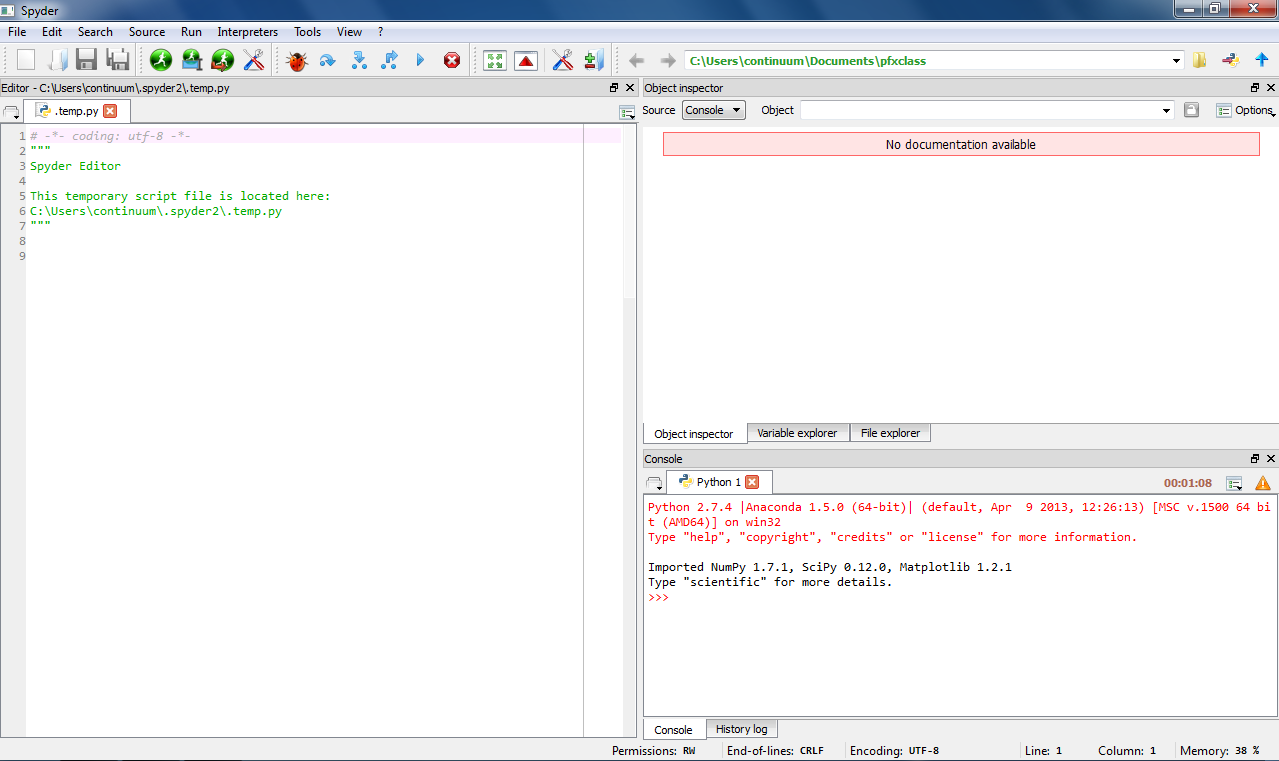 Spyder
File Edit Search Source Run Interpreters Tools View ?
C:\Users\continuum\Documents\pfxclass
Editor - C:\Users\continuum\.spyder2\.temp.py
.temp.py
1 # -*- coding: utf-8 -*-
2 """
3 Spyder Editor
4
5 This temporary script file is located here:
6 C:\Users\continuum\.spyder2\.temp.py
7 """
8
9
Object inspector
Source Console Object Options
No documentation available
Object inspector Variable explorer File explorer
Console
Python 1 00:01:08
Python 2.7.4 |Anaconda 1.5.0 (64-bit)| (default, Apr  9 2013, 12:26:13) [MSC v.1500 64 bi
t (AMD64)] on win32
Type "help", "copyright", "credits" or "license" for more information.
Imported NumPy 1.7.1, SciPy 0.12.0, Matplotlib 1.2.1
Type "scientific" for more details.
>>>
Console History log
Permissions: RW End-of-lines: CRLF Encoding: UTF-8 Line: 1 Column: 1 Memory: 38 %